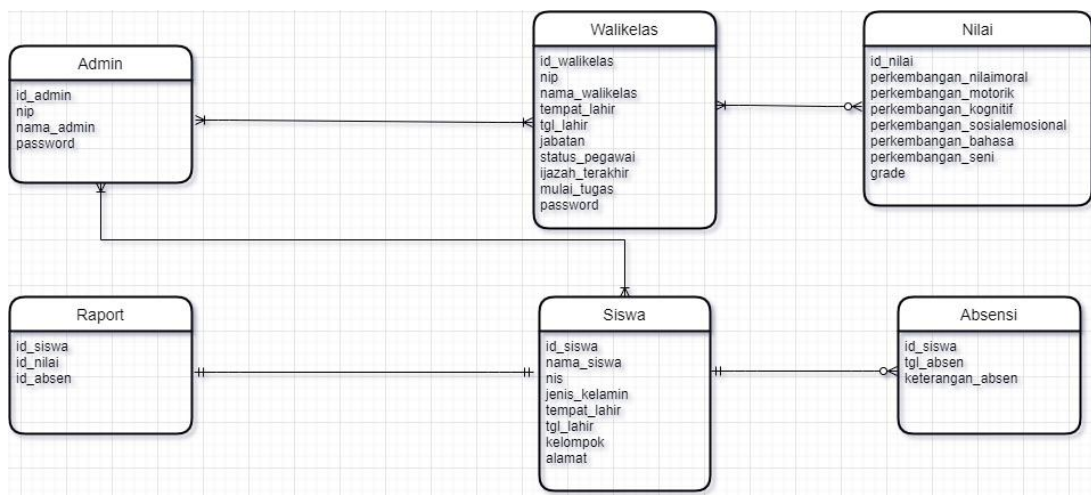 Admin
id_admin
nip
nama_admin
password
Walikelas
id_walikelas
nip
nama_walikelas
tempat_lahir
tgl_lahir
jabatan
status_pegawai
ijazah_terakhir
mulai_tugas
password
Nilai
id_nilai
perkembangan_nilaimoral
perkembangan_motorik
perkembangan_kognitif
perkembangan_sosialemosional
perkembangan_bahasa
perkembangan_seni
grade
Raport
id_siswa
id_nilai
id_absen
Siswa
id_siswa
nama_siswa
nis
jenis_kelamin
tempat_lahir
tgl_lahir
kelompok
alamat
Absensi
id_siswa
tgl_absen
keterangan_absen